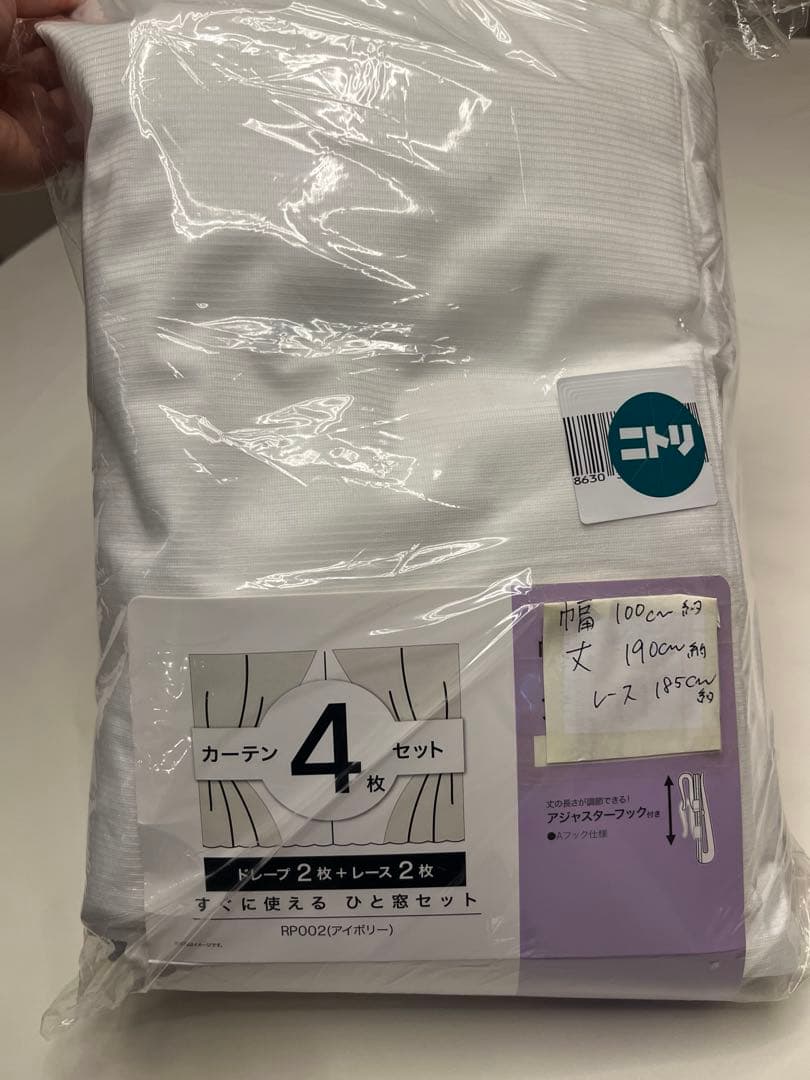 ニトリ
8630
幅 100cm 約
丈 190cm 約
レース 185cm 約
カーテン 4枚 セット
ドレープ 2枚+レース 2枚
すぐに使える ひと窓セット
RP002(アイボリー)
丈の長さが調節できる!
アジャスターフック付き
●Aフック仕様